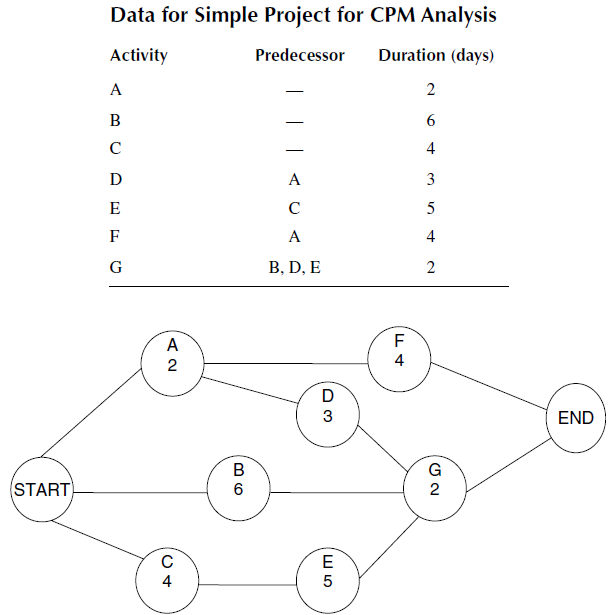 Data for Simple Project for CPM Analysis
Activity Predecessor Duration (days)
A — 2
B — 6
C — 4
D A 3
E C 5
F A 4
G B, D, E 2
A
2
F
4
D
3
END
START
B
6
G
2
C
4
E
5